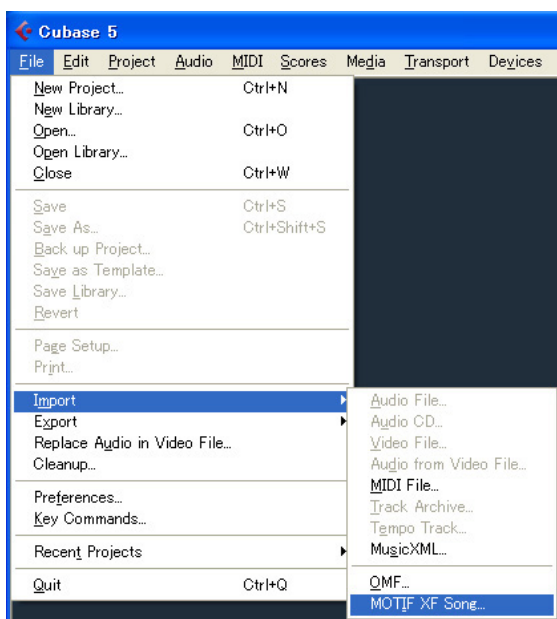 Cubase 5
File Edit Project Audio MIDI Scores Media Transport Devices
New Project... Ctrl+N
New Library...
Open... Ctrl+O
Open Library...
Close Ctrl+W
Save Ctrl+S
Save As... Ctrl+Shift+S
Back up Project...
Save as Template...
Save Library...
Revert
Page Setup...
Print...
Import
Export
Replace Audio in Video File...
Cleanup...
Preferences...
Key Commands...
Recent Projects
Quit Ctrl+Q
Audio File...
Audio CD...
Video File...
Audio from Video File...
MIDI File...
Track Archive...
Tempo Track...
MusicXML...
OMF...
MOTIF XF Song...